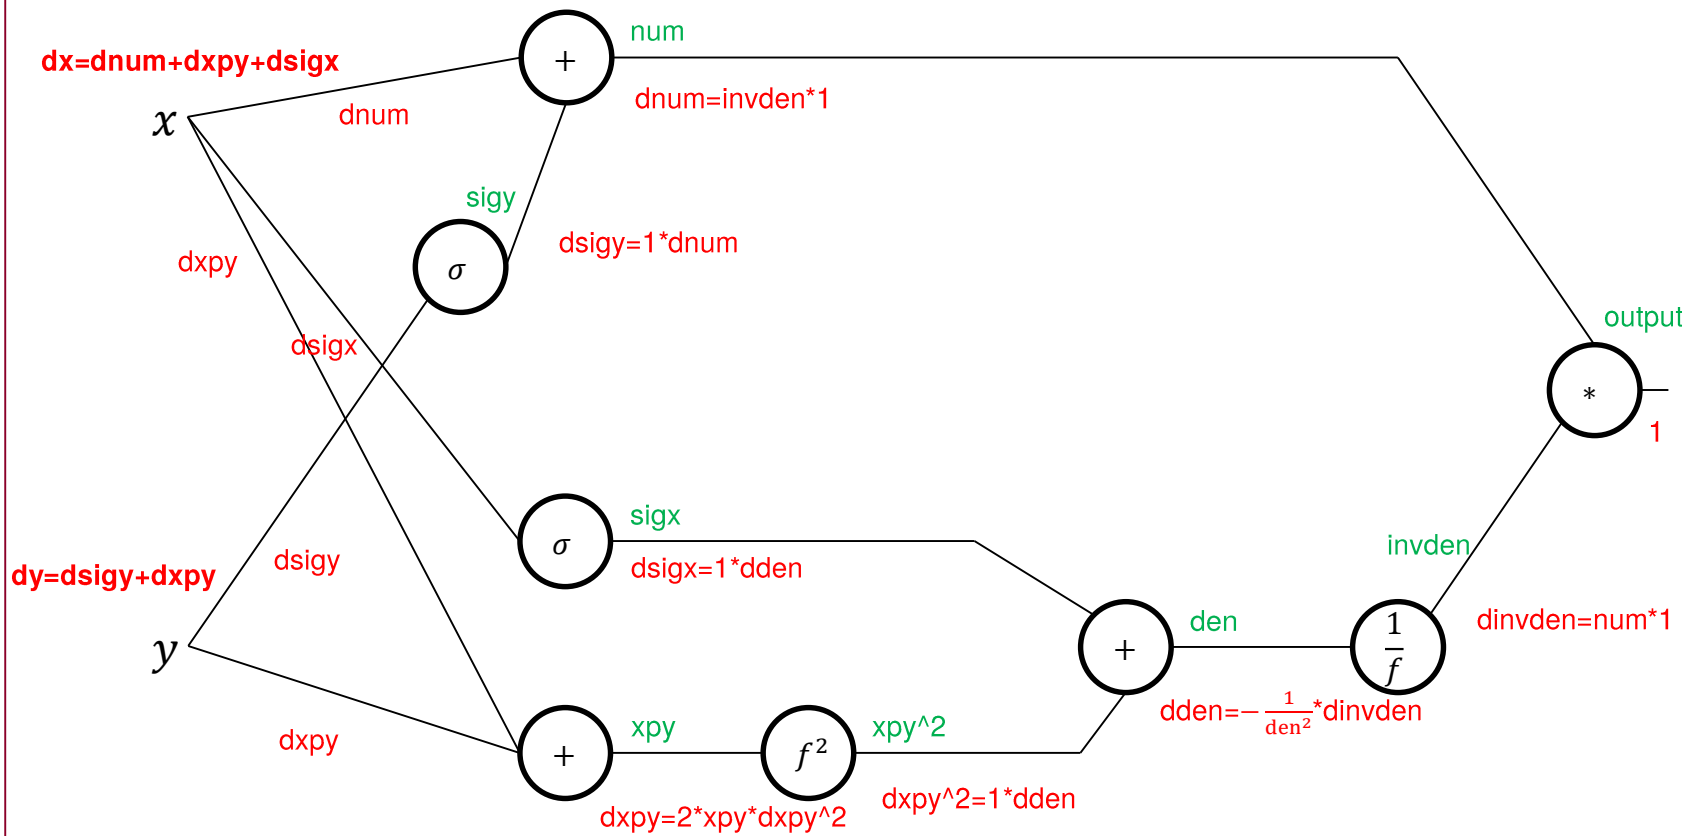 num
dx=dnum+dxpy+dsigx
+
dnum=invden*1
dnum
x
sigy
dsigy=1*dnum
dxpy
σ
output
dsigx
*
1
sigx
invden
σ
dsigy
dsigx=1*dden
dy=dsigy+dxpy
den
dinvden=num*1
y
+
1/f
dden=−1/den²*dinvden
xpy
xpy^2
dxpy
+
f²
dxpy^2=1*dden
dxpy=2*xpy*dxpy^2